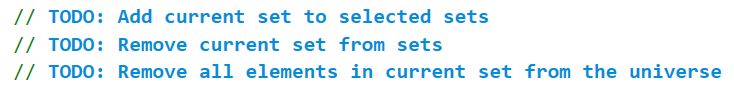 // TODO: Add current set to selected sets
// TODO: Remove current set from sets
// TODO: Remove all elements in current set from the universe